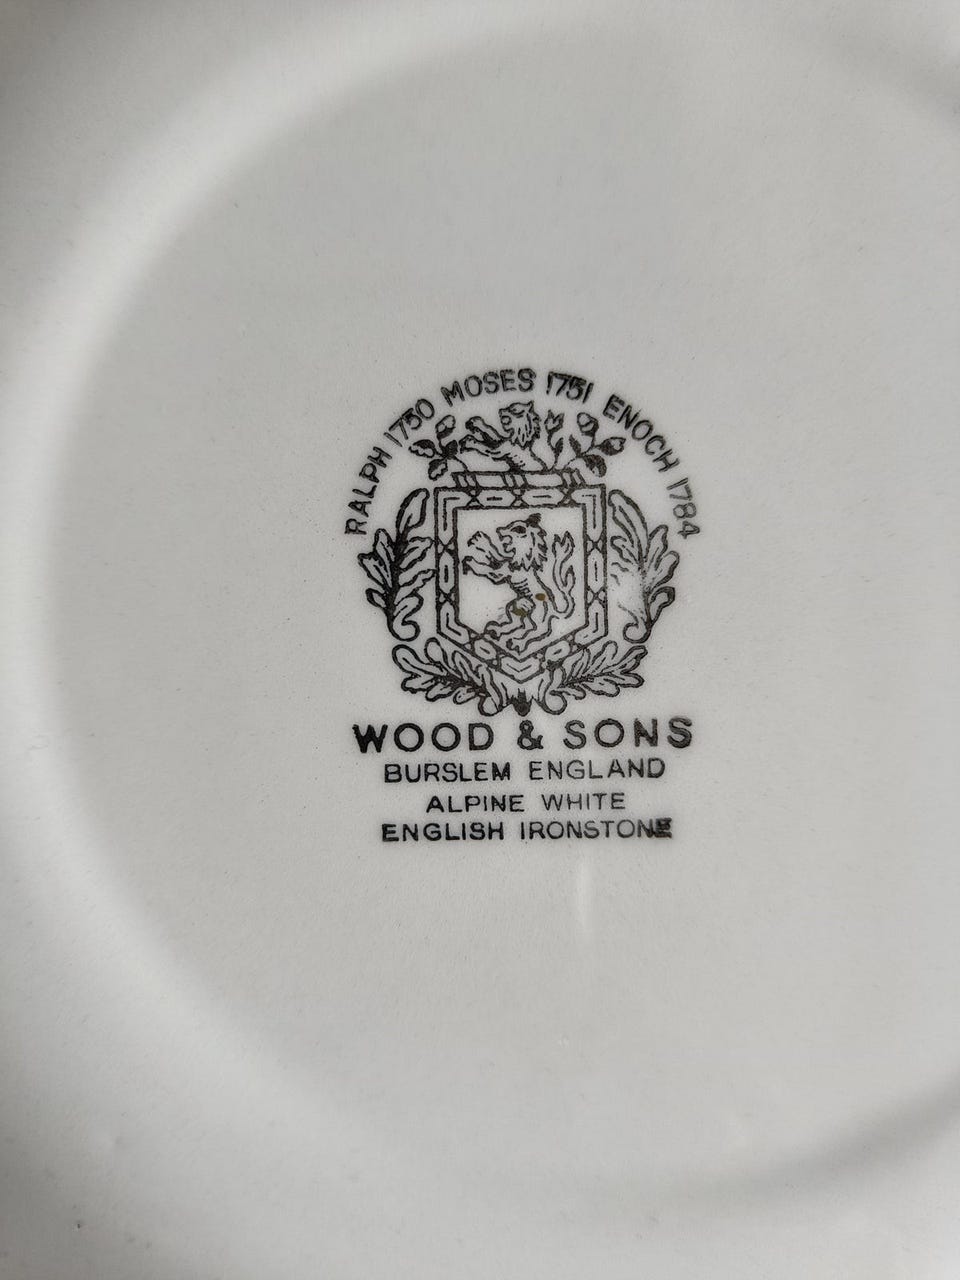 RALPH 1750 MOSES 1751 ENOCH 1784
WOOD & SONS
BURSLEM ENGLAND
ALPINE WHITE
ENGLISH IRONSTONE